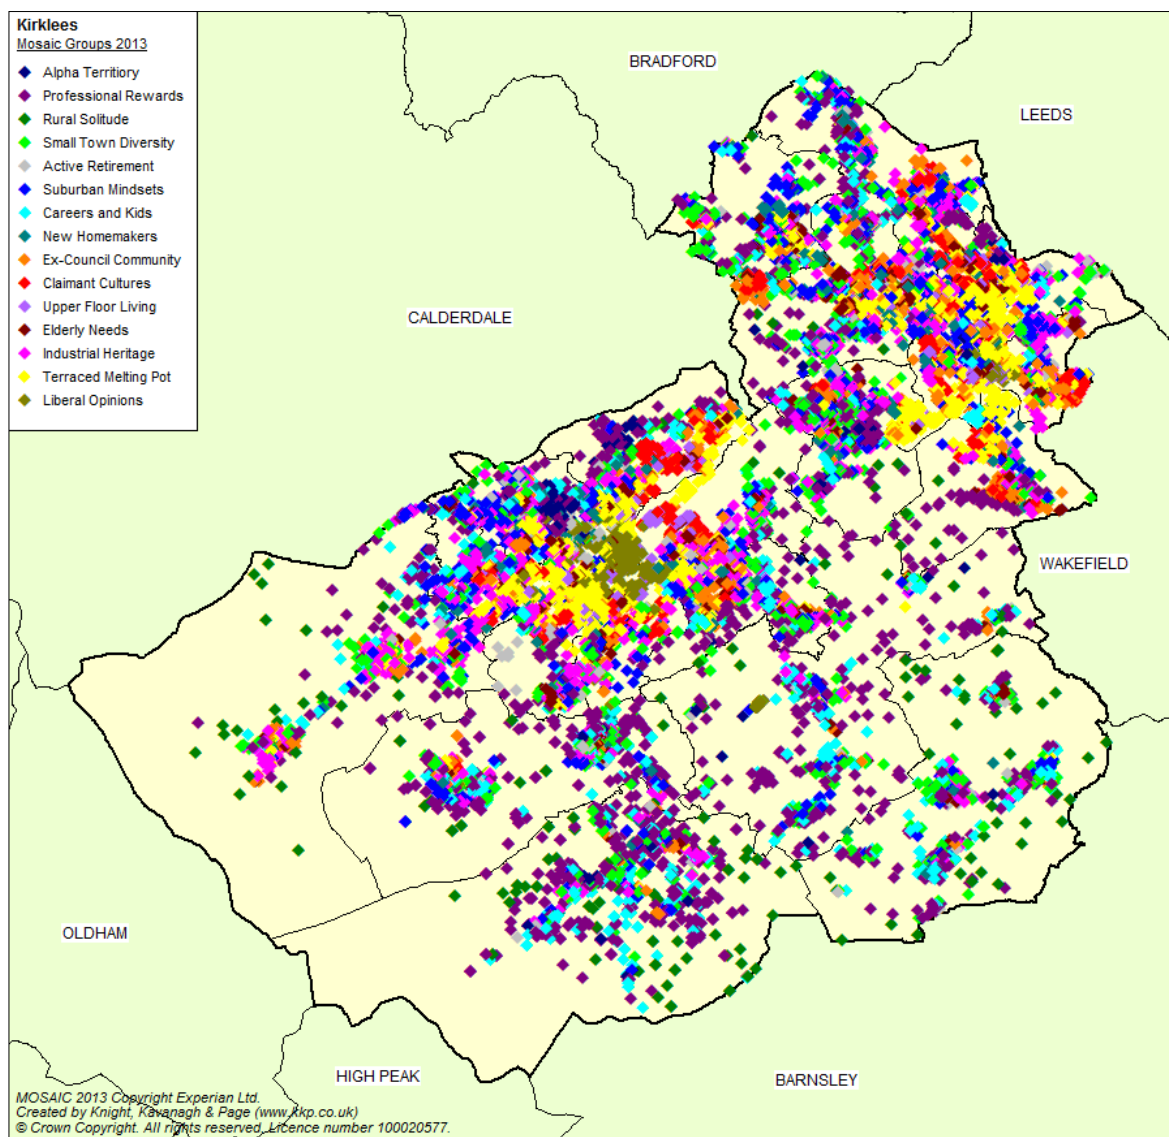 Kirklees
Mosaic Groups 2013
Alpha Territiory
Professional Rewards
Rural Solitude
Small Town Diversity
Active Retirement
Suburban Mindsets
Careers and Kids
New Homemakers
Ex-Council Community
Claimant Cultures
Upper Floor Living
Elderly Needs
Industrial Heritage
Terraced Melting Pot
Liberal Opinions
BRADFORD
LEEDS
CALDERDALE
WAKEFIELD
OLDHAM
HIGH PEAK
BARNSLEY
MOSAIC 2013 Copyright Experian Ltd.
Created by Knight, Kavanagh & Page (www.kkp.co.uk)
© Crown Copyright. All rights reserved. Licence number 100020577.